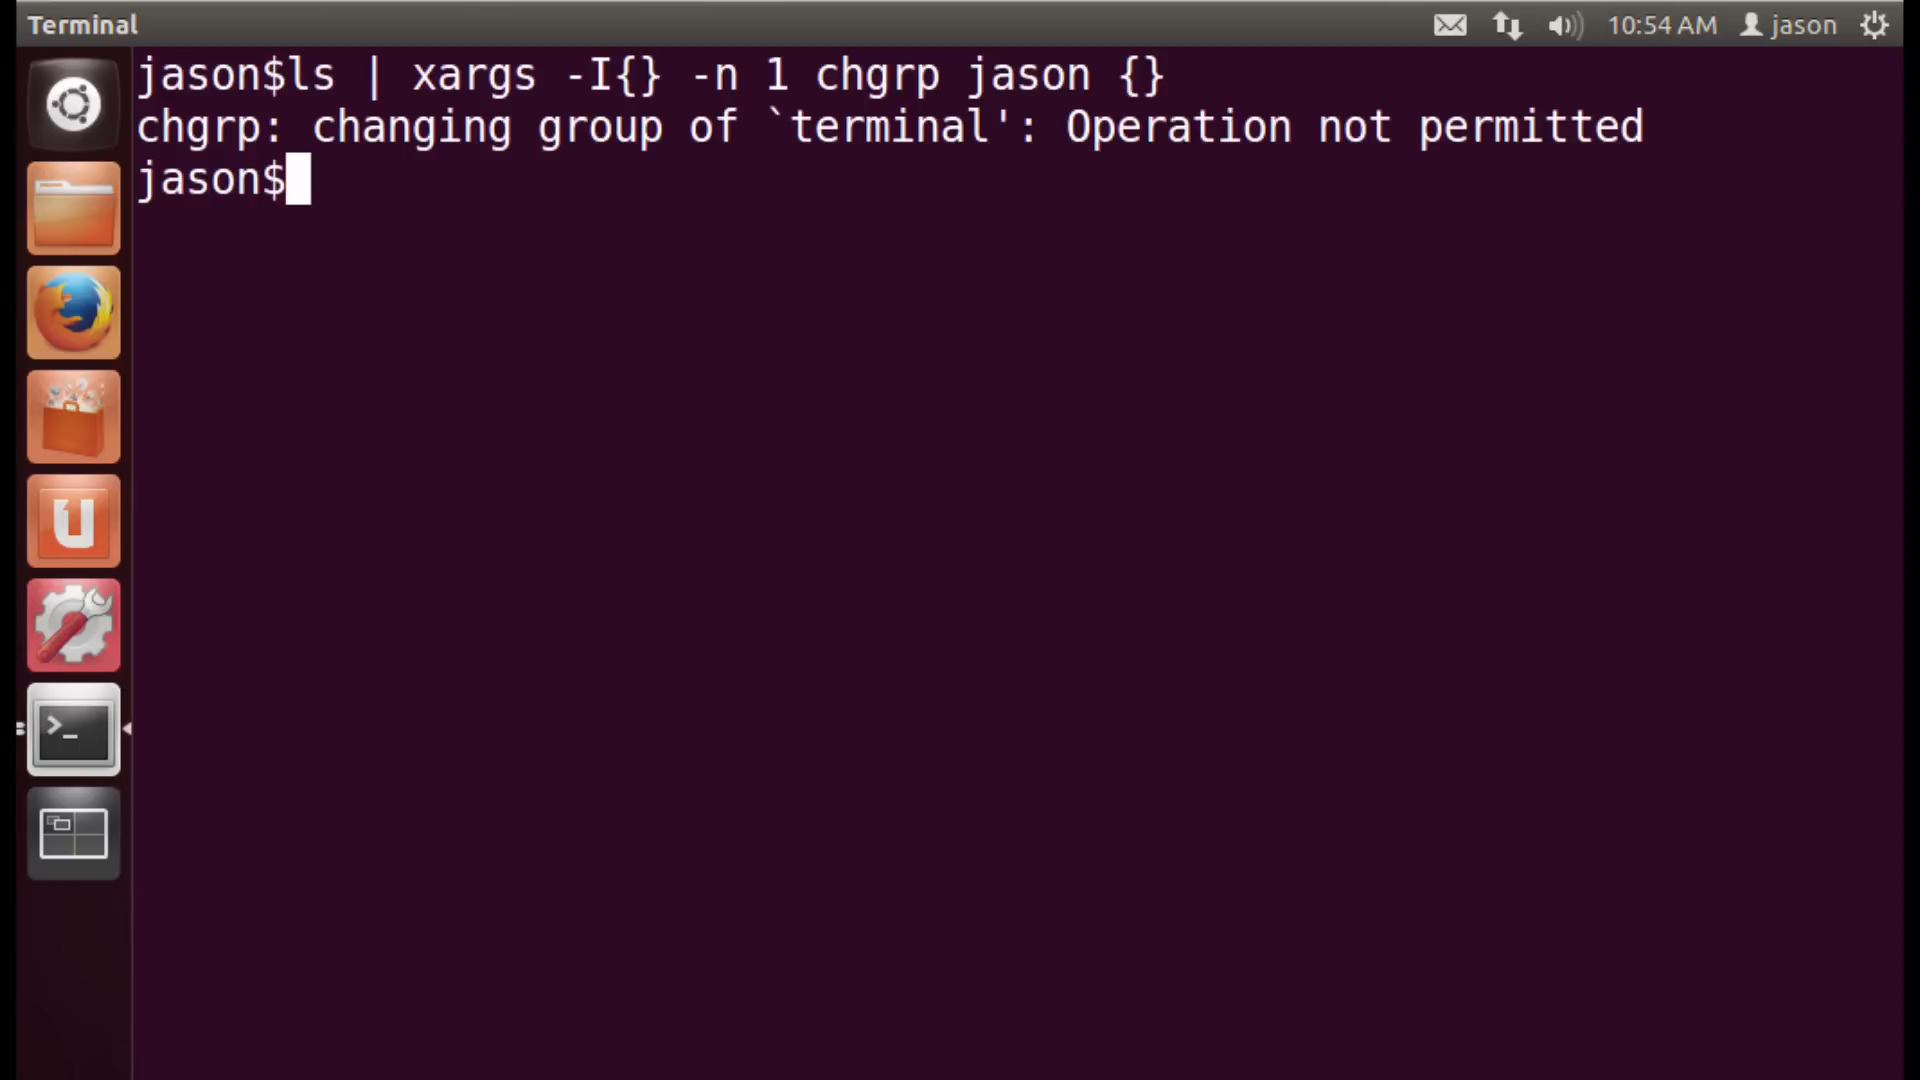 Terminal
10:54 AM
jason
jason$ls | xargs -I{} -n 1 chgrp jason {}
chgrp: changing group of `terminal': Operation not permitted
jason$